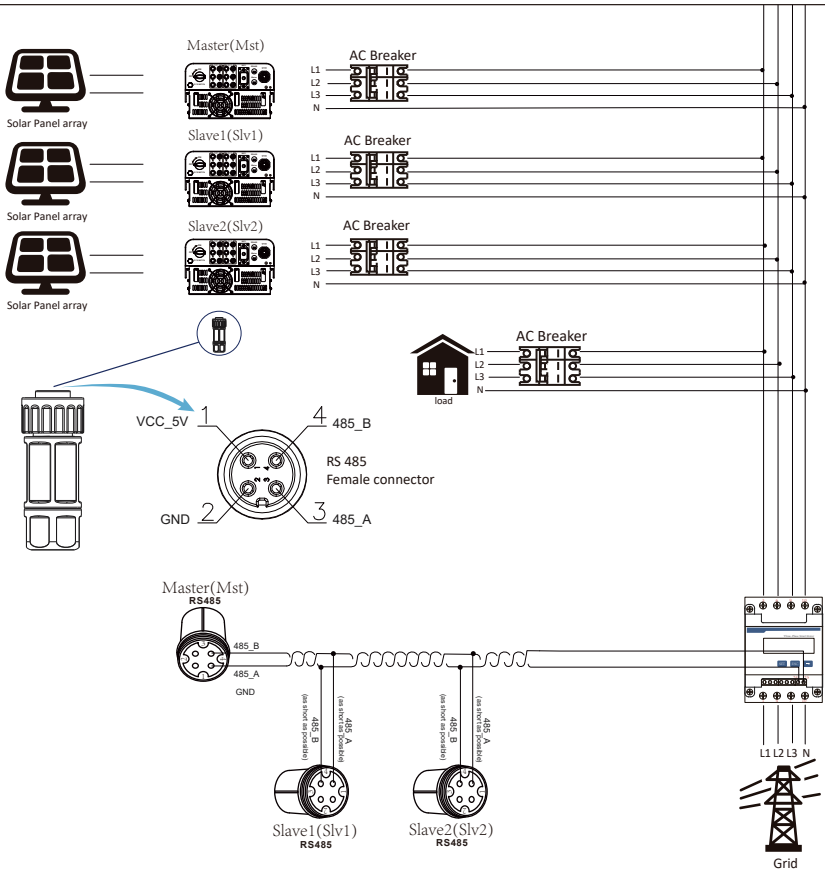 Master(Mst)
AC Breaker
L1
L2
L3
N
Solar Panel array
Slave1(Slv1)
AC Breaker
L1
L2
L3
N
Solar Panel array
Slave2(Slv2)
AC Breaker
L1
L2
L3
N
Solar Panel array
AC Breaker
L1
L2
L3
N
load
VCC_5V 1
4 485_B
RS 485
Female connector
GND 2
3 485_A
1 4
2 3
Master(Mst)
RS485
485_B
485_A
GND
485_B
(as short as possible)
485_A
(as short as possible)
485_B
(as short as possible)
485_A
(as short as possible)
Slave1(Slv1)
RS485
Slave2(Slv2)
RS485
L1 L2 L3 N
Grid